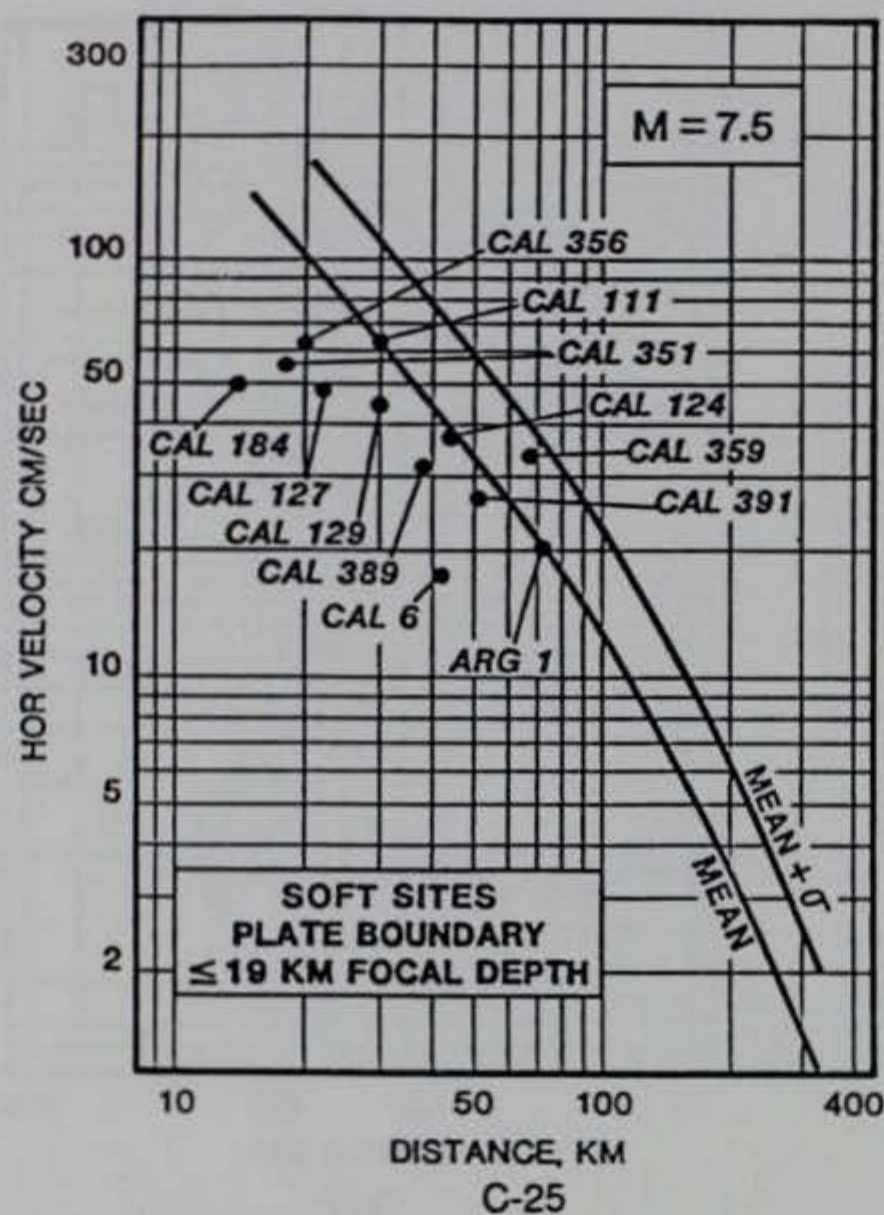 300
M = 7.5
100
CAL 356
CAL 111
CAL 351
50
CAL 124
CAL 184
CAL 359
CAL 127
CAL 391
CAL 129
CAL 389
CAL 6
ARG 1
10
5
MEAN + σ
MEAN
2
SOFT SITES
PLATE BOUNDARY
≤ 19 KM FOCAL DEPTH
HOR VELOCITY CM/SEC
10
50
100
400
DISTANCE, KM
C-25